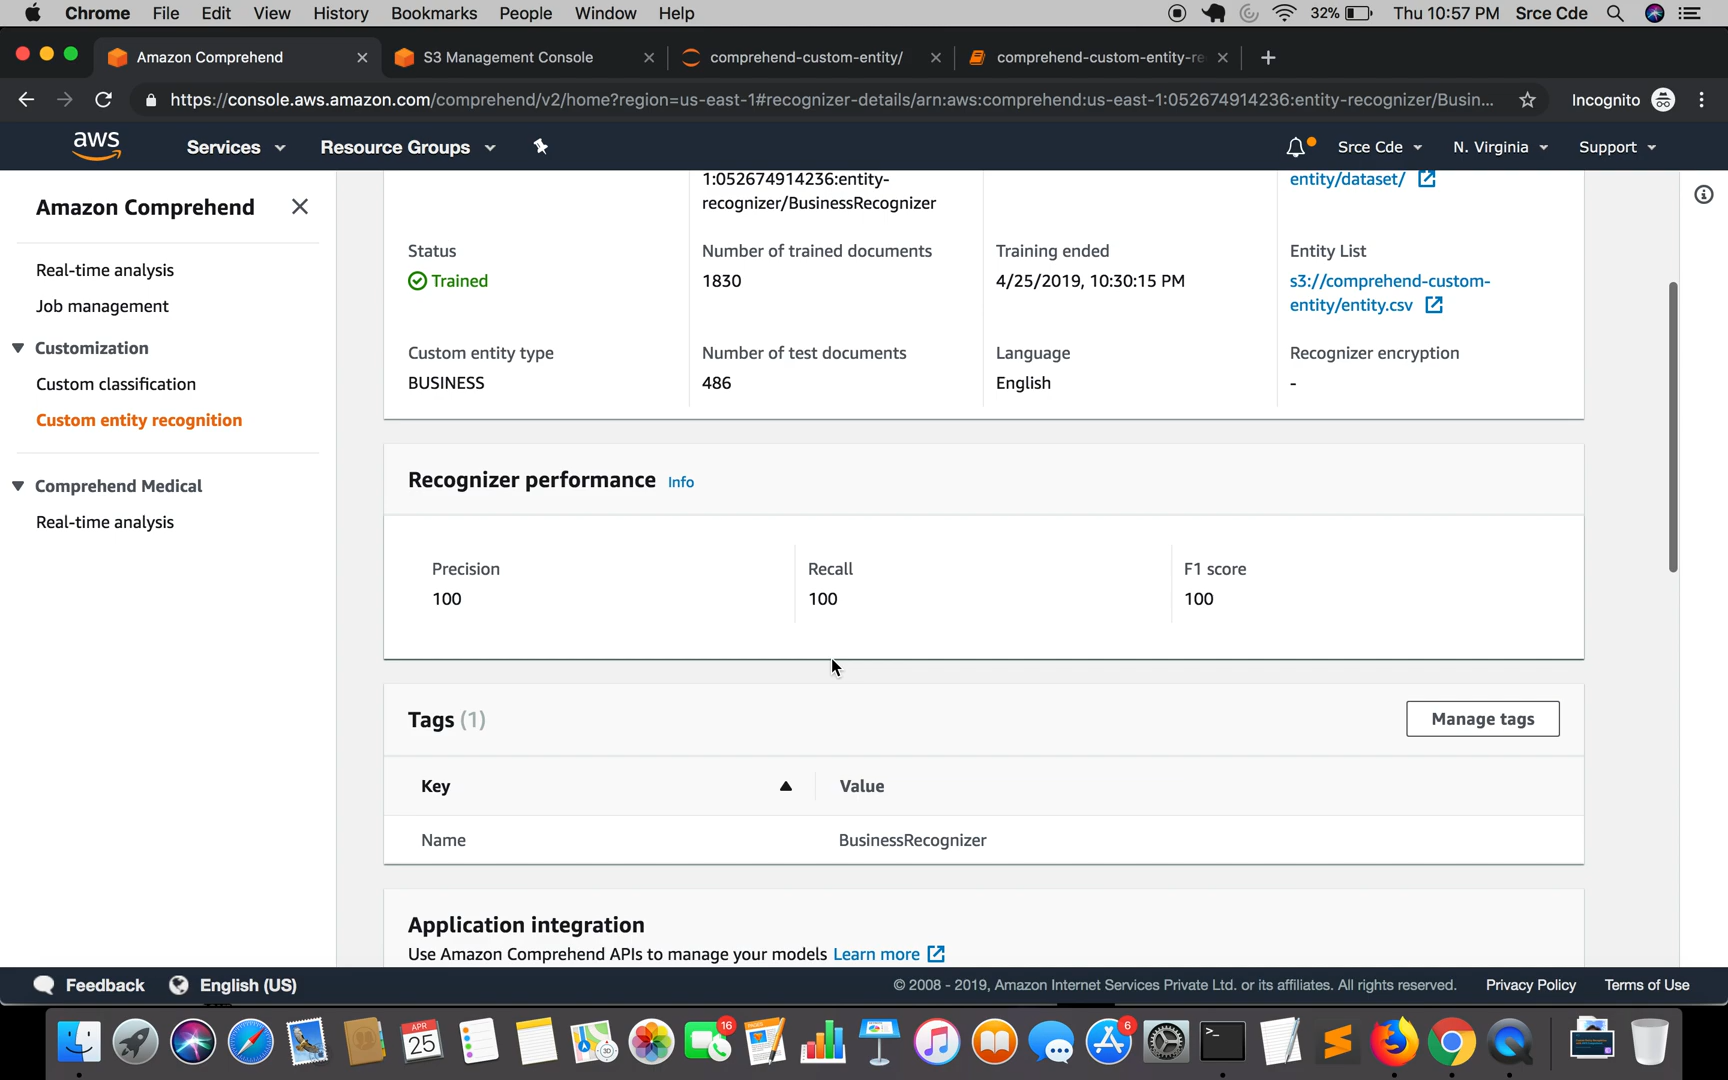 Chrome File Edit View History Bookmarks People Window Help 32% Thu 10:57 PM Srce Cde
Amazon Comprehend S3 Management Console comprehend-custom-entity/ comprehend-custom-entity-re
https://console.aws.amazon.com/comprehend/v2/home?region=us-east-1#recognizer-details/arn:aws:comprehend:us-east-1:052674914236:entity-recognizer/Busin... Incognito
aws Services Resource Groups Srce Cde N. Virginia Support
Amazon Comprehend
Real-time analysis
Job management
Customization
Custom classification
Custom entity recognition
Comprehend Medical
Real-time analysis
1:052674914236:entity-
recognizer/BusinessRecognizer
entity/dataset/
Status
Trained
Number of trained documents
1830
Training ended
4/25/2019, 10:30:15 PM
Entity List
s3://comprehend-custom-
entity/entity.csv
Custom entity type
BUSINESS
Number of test documents
486
Language
English
Recognizer encryption
-
Recognizer performance Info
Precision
100
Recall
100
F1 score
100
Tags (1)
Manage tags
Key Value
Name BusinessRecognizer
Application integration
Use Amazon Comprehend APIs to manage your models Learn more
Feedback English (US) © 2008 - 2019, Amazon Internet Services Private Ltd. or its affiliates. All rights reserved. Privacy Policy Terms of Use
APR
25
16
6